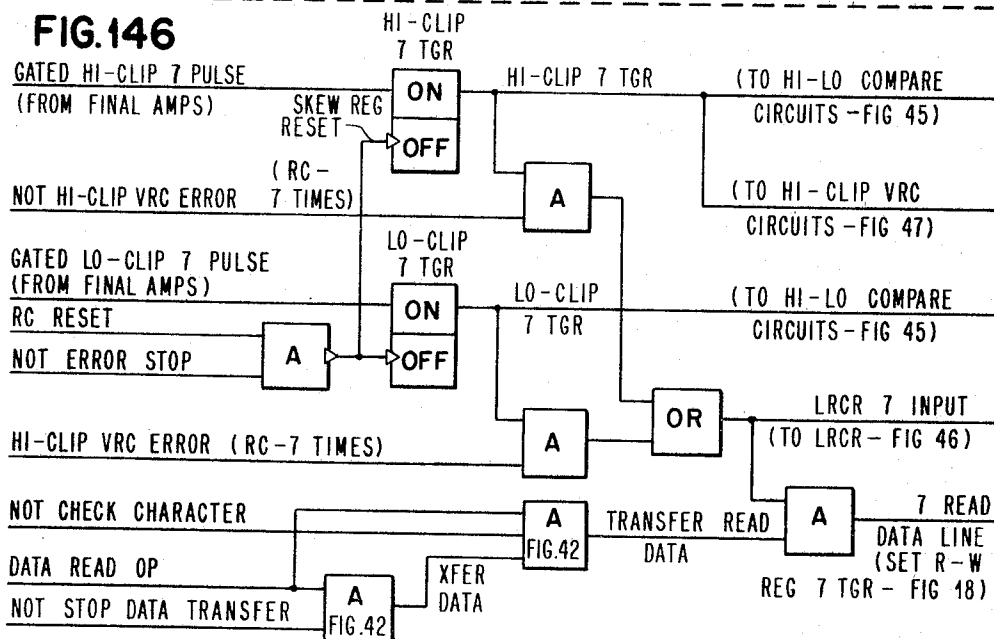 FIG.146
HI-CLIP
7 TGR
GATED HI-CLIP 7 PULSE
(FROM FINAL AMPS)
SKEW REG
RESET
ON
OFF
HI-CLIP 7 TGR
(TO HI-LO COMPARE
CIRCUITS-FIG 45)
(RC-
7 TIMES)
NOT HI-CLIP VRC ERROR
A
(TO HI-CLIP VRC
CIRCUITS-FIG 47)
GATED LO-CLIP 7 PULSE
(FROM FINAL AMPS)
LO-CLIP
7 TGR
ON
OFF
LO-CLIP
7 TGR
(TO HI-LO COMPARE
CIRCUITS-FIG 45)
RC RESET
NOT ERROR STOP
A
HI-CLIP VRC ERROR (RC-7 TIMES)
A
OR
LRCR 7 INPUT
(TO LRCR-FIG 46)
NOT CHECK CHARACTER
DATA READ OP
NOT STOP DATA TRANSFER
A
FIG.42
XFER
DATA
A
FIG.42
TRANSFER READ
DATA
A
7 READ
DATA LINE
(SET R-W
REG 7 TGR- FIG 18)